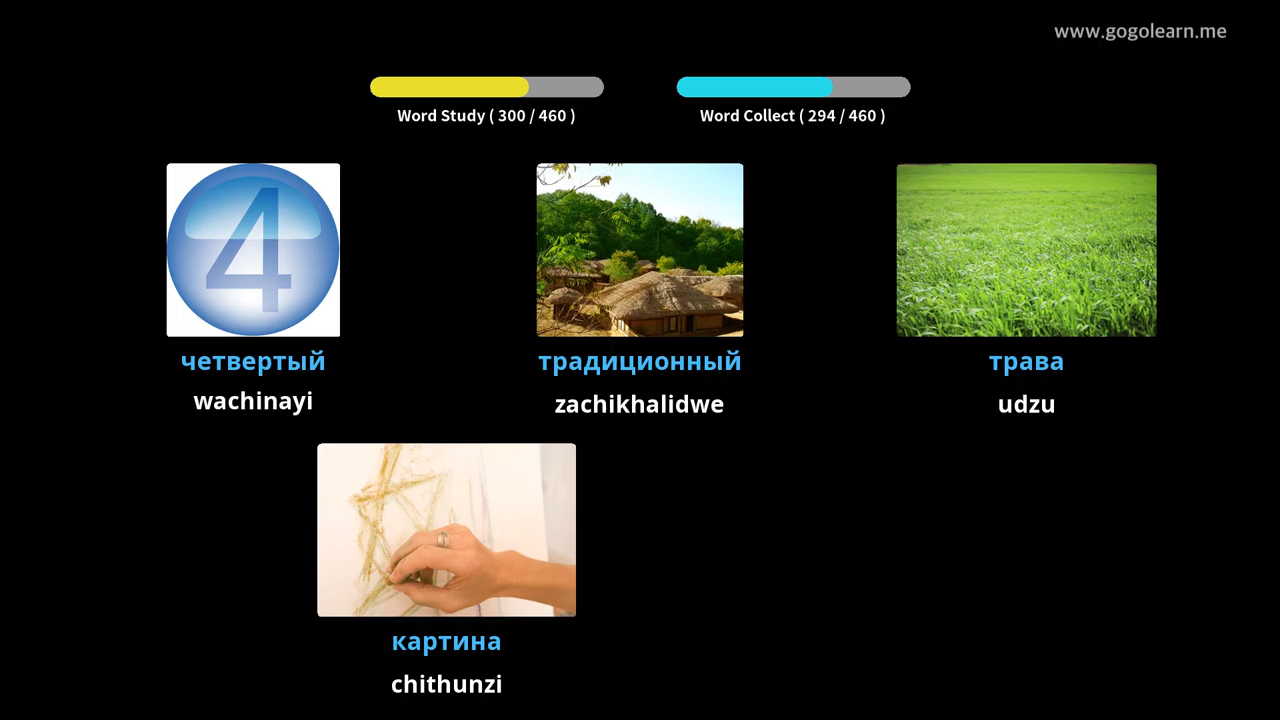 www.gogolearn.me
Word Study ( 300 / 460 )
Word Collect ( 294 / 460 )
4
четвертый
традиционный
трава
wachinayi
zachikhalidwe
udzu
картина
chithunzi